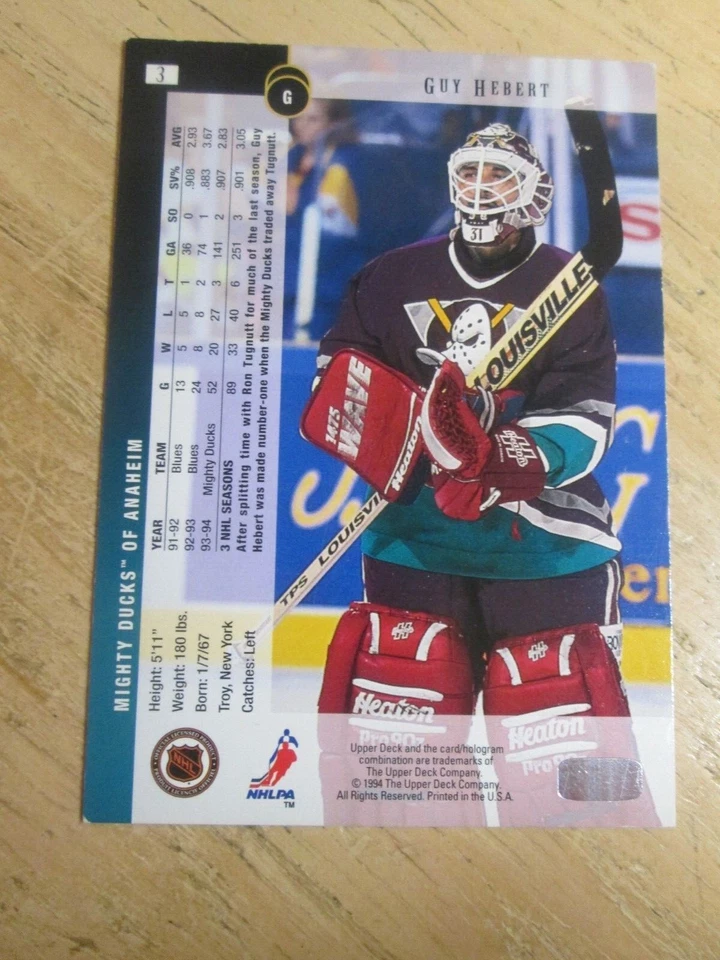 3
G
GUY HEBERT
MIGHTY DUCKS™ OF ANAHEIM
Height: 5'11"
Weight: 180 lbs.
Born: 1/7/67
Troy, New York
Catches: Left
YEAR TEAM G W L T GA SO SV% AVG
91-92 Blues 13 5 5 1 36 0 .908 2.93
92-93 Blues 24 8 8 2 74 1 .883 3.67
93-94 Mighty Ducks 52 20 27 3 141 2 .907 2.83
3 NHL SEASONS 89 33 40 6 251 3 .901 3.05
After splitting time with Ron Tugnutt for much of the last season, Guy
Hebert was made number-one when the Mighty Ducks traded away Tugnutt.
31
S
LOUISVILLE
WAVE
Heaton
TPS LOUISVI
Heaton
Pro90Z
Heaton
Pro90
er
NHL
NHLPA
™
Upper Deck and the card/hologram
combination are trademarks of
The Upper Deck Company.
© 1994 The Upper Deck Company.
All Rights Reserved. Printed in the U.S.A.